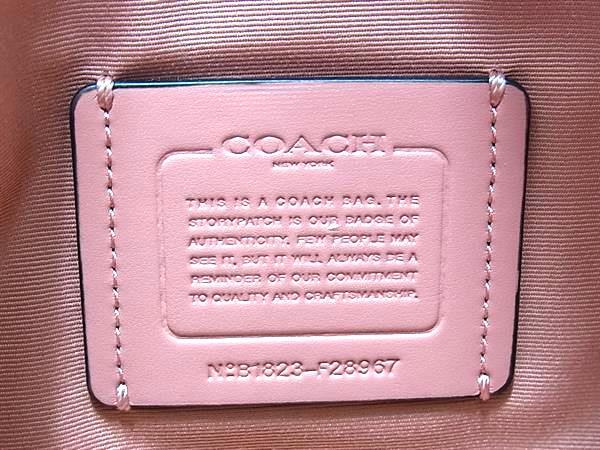 COACH
NEW YORK
THIS IS A COACH BAG. THE
STORYPATCH IS OUR BADGE OF
AUTHENTICITY. FEW PEOPLE MAY
SEE IT, BUT IT WILL ALWAYS BE A
REMINDER OF OUR COMMITMENT
TO QUALITY AND CRAFTSMANSHIP.
Nº B1823-F28967